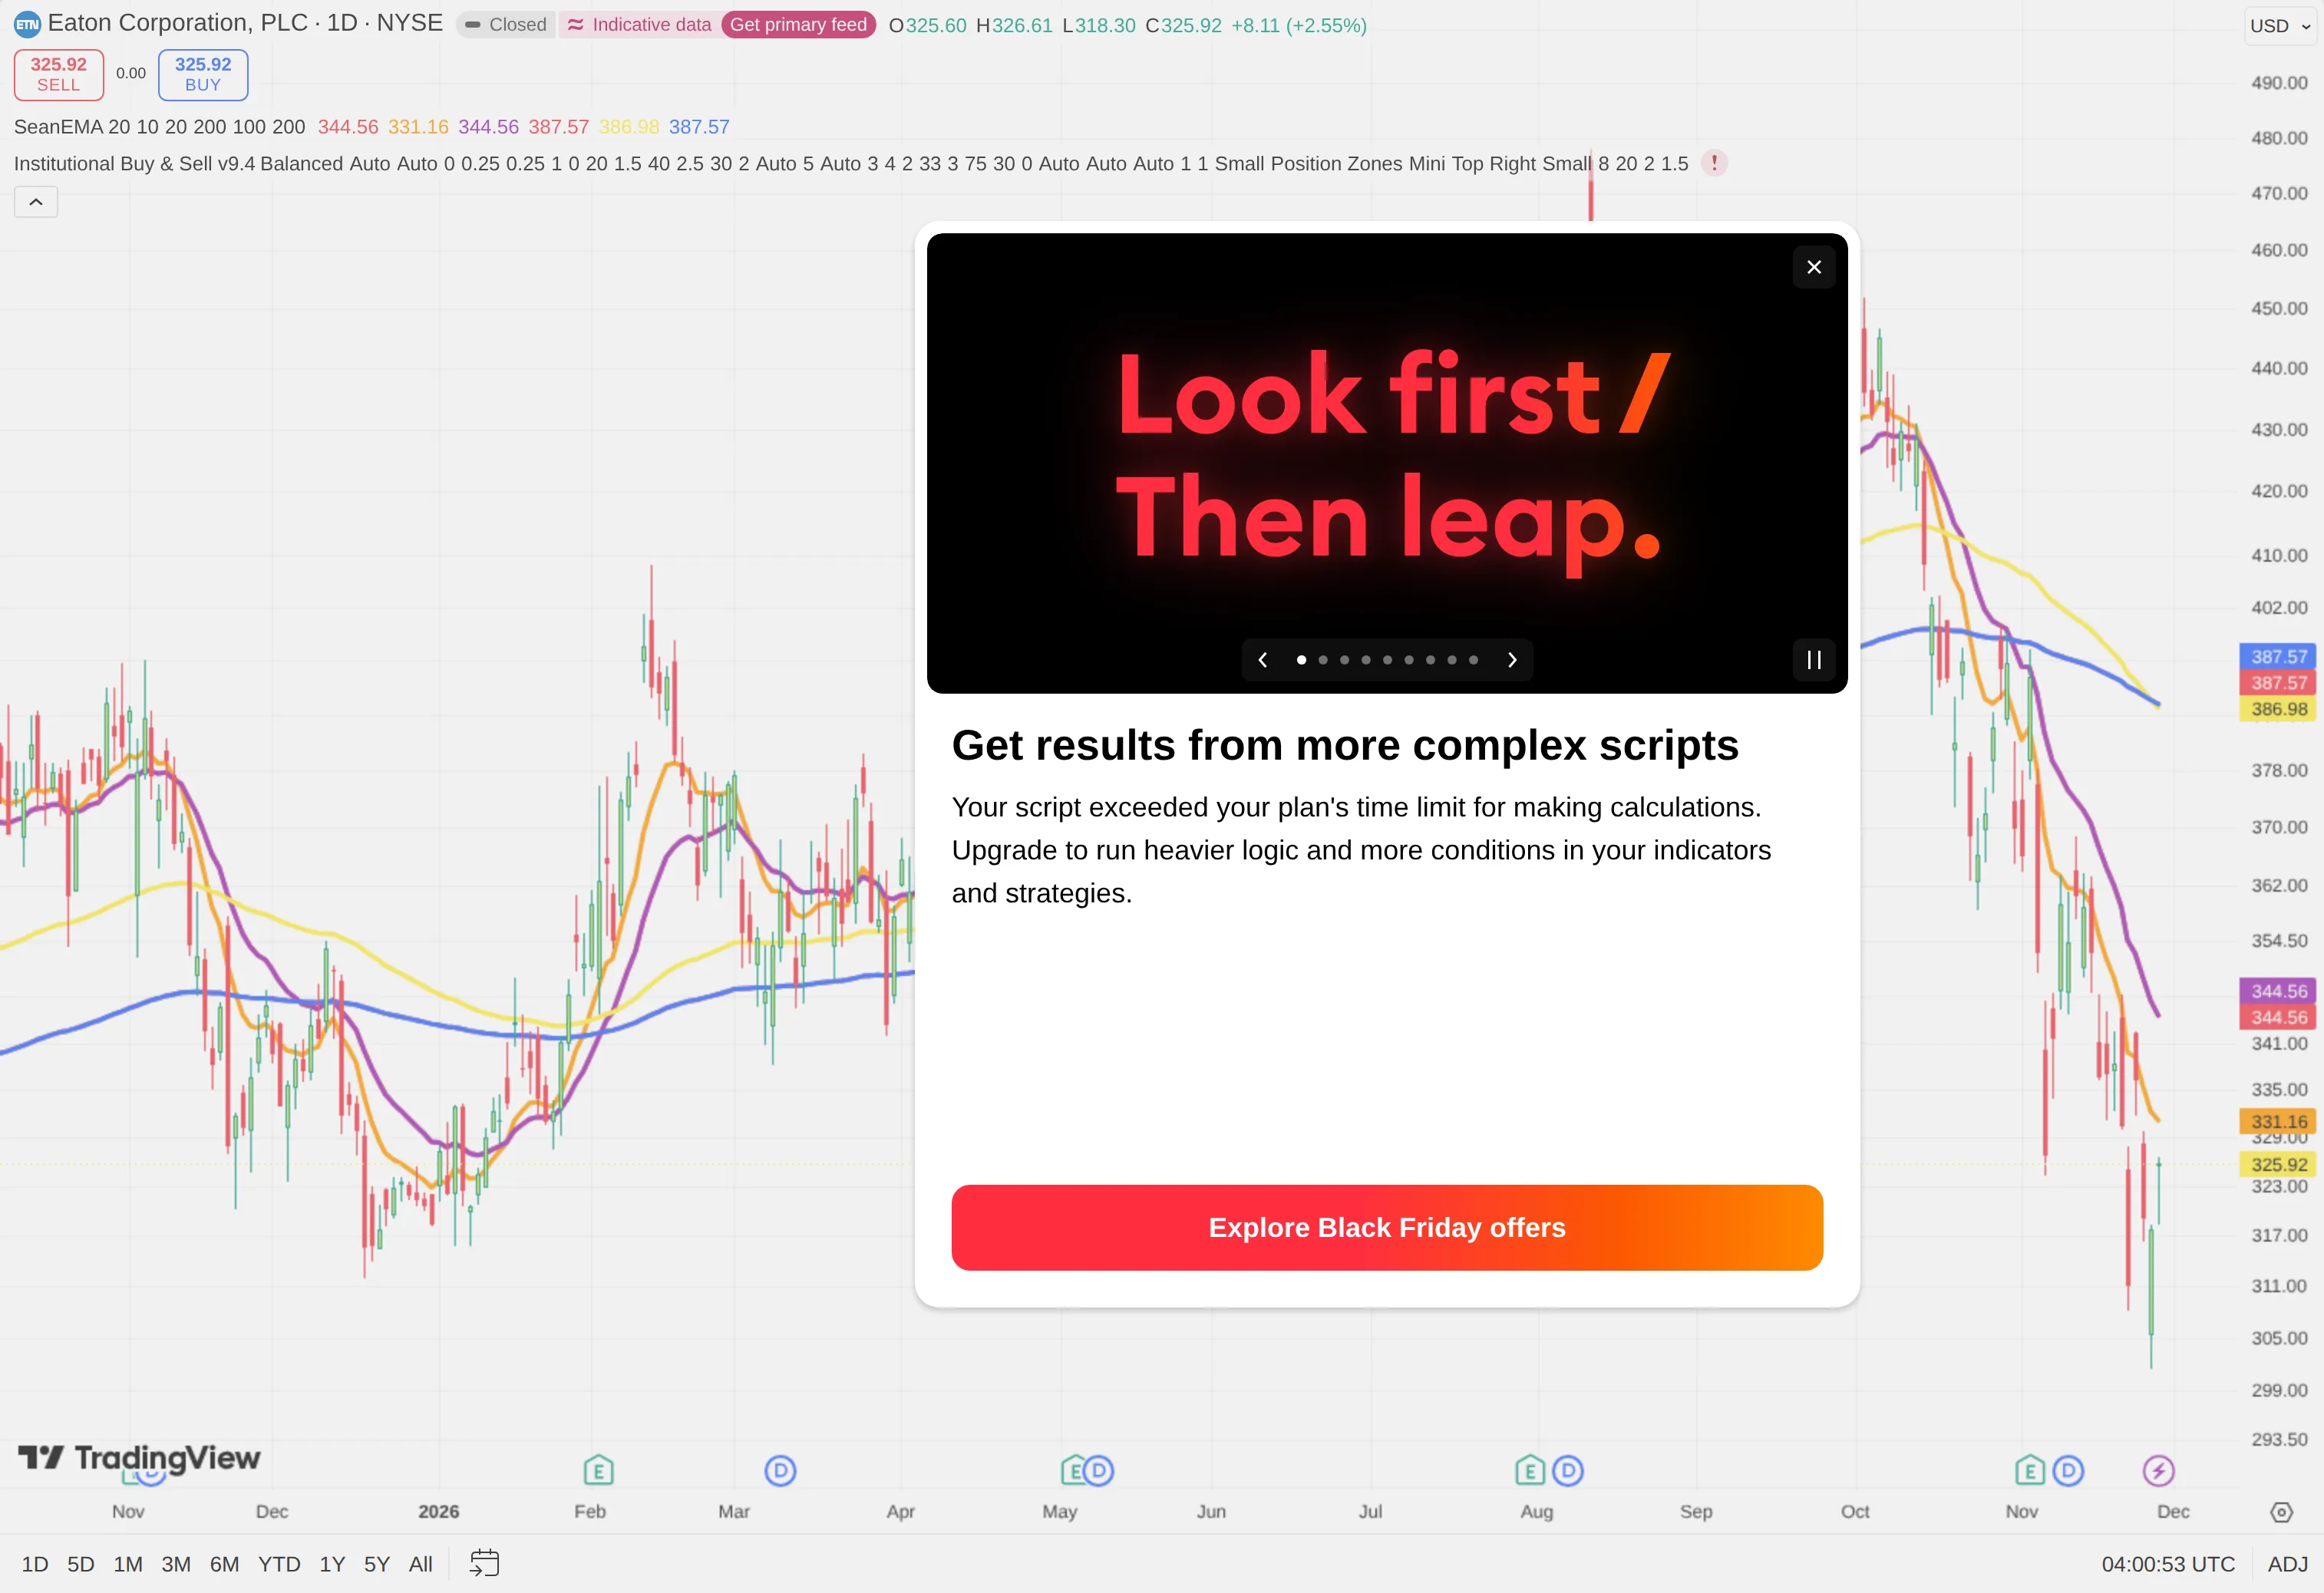 ETN Eaton Corporation, PLC · 1D · NYSE Closed Indicative data Get primary feed O325.60 H326.61 L318.30 C325.92 +8.11 (+2.55%) USD
325.92 SELL 0.00 325.92 BUY
490.00
SeanEMA 20 10 20 200 100 200 344.56 331.16 344.56 387.57 386.98 387.57
480.00
Institutional Buy & Sell v9.4 Balanced Auto Auto 0 0.25 0.25 1 0 20 1.5 40 2.5 30 2 Auto 5 Auto 3 4 2 33 3 75 30 0 Auto Auto Auto 1 1 Small Position Zones Mini Top Right Small 8 20 2 1.5 !
470.00
460.00
450.00
440.00
430.00
420.00
410.00
402.00
387.57
387.57
386.98
378.00
370.00
362.00
354.50
344.56
344.56
341.00
335.00
331.16
329.00
325.92
323.00
317.00
311.00
305.00
299.00
293.50
Look first /
Then leap.
Get results from more complex scripts
Your script exceeded your plan's time limit for making calculations.
Upgrade to run heavier logic and more conditions in your indicators
and strategies.
Explore Black Friday offers
TradingView
E D E D E D E D
Nov Dec 2026 Feb Mar Apr May Jun Jul Aug Sep Oct Nov Dec
1D 5D 1M 3M 6M YTD 1Y 5Y All 04:00:53 UTC ADJ